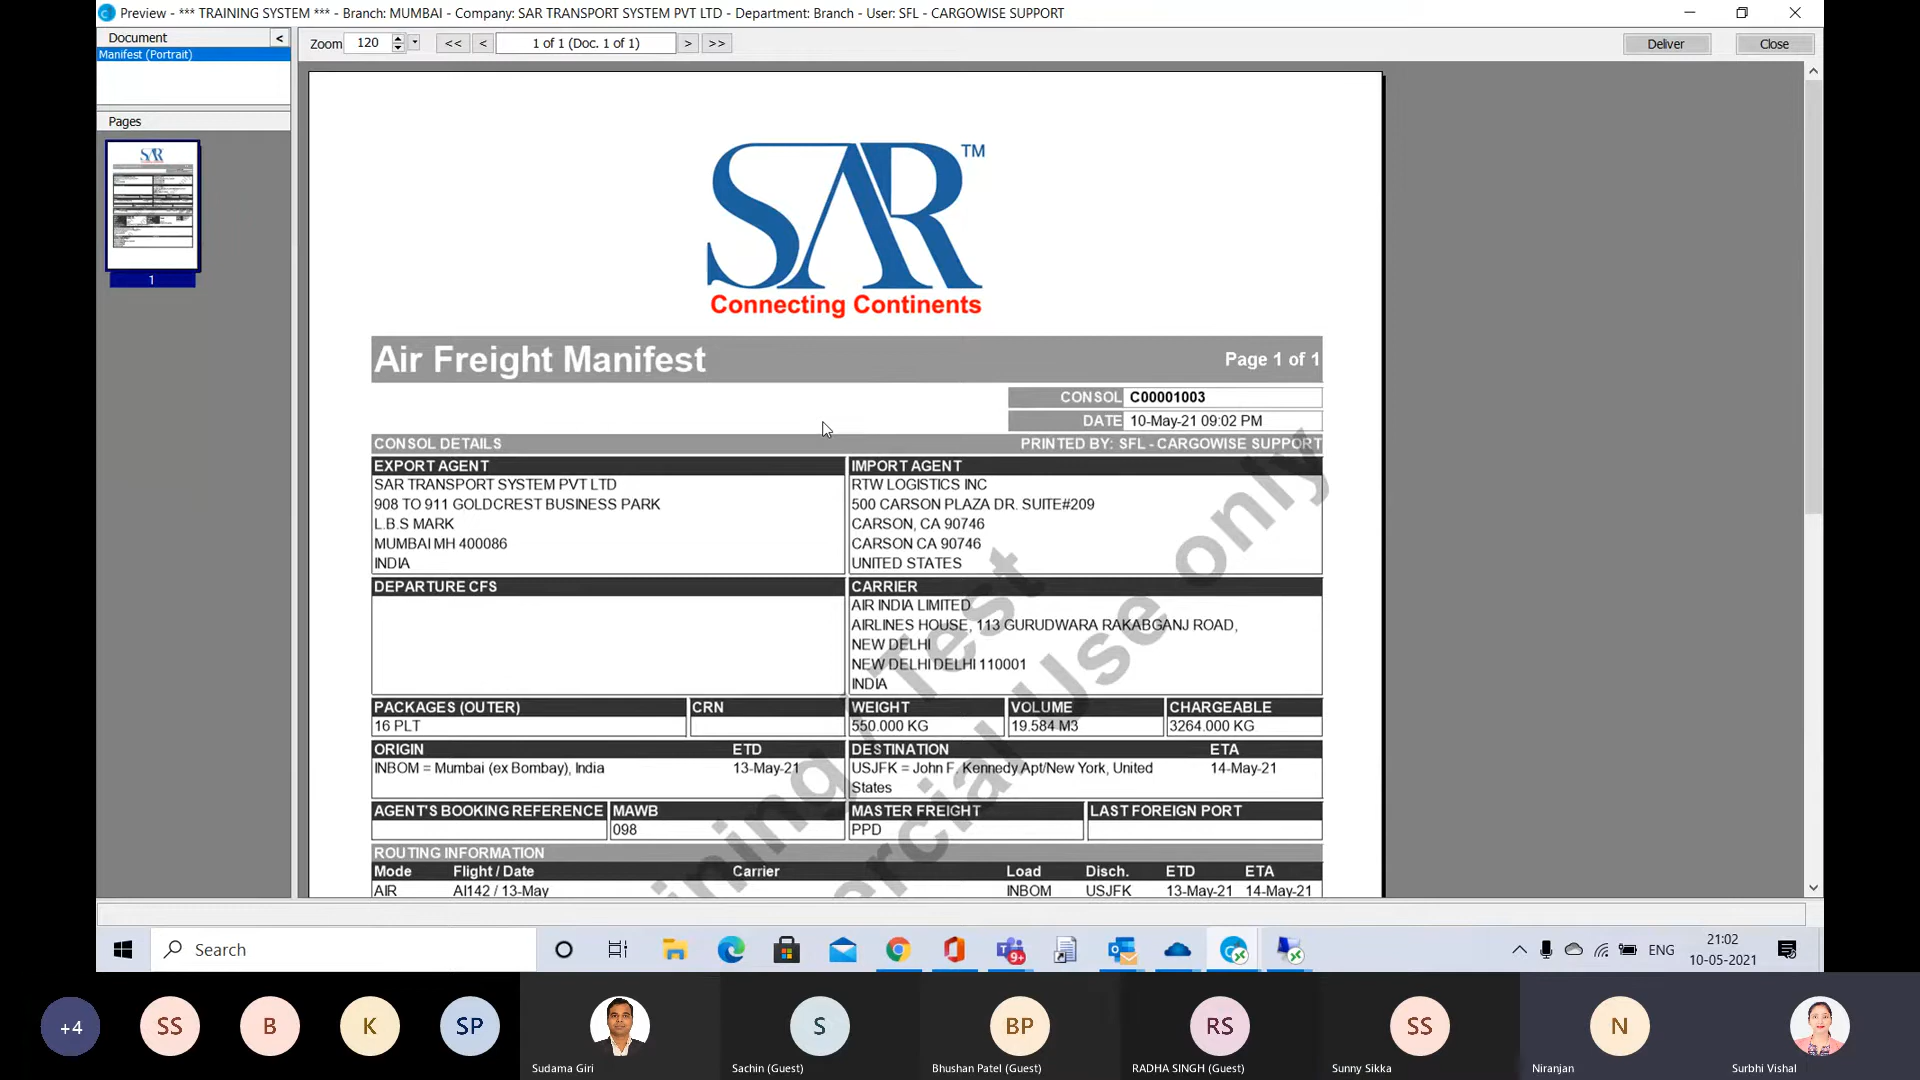 Preview - *** TRAINING SYSTEM *** - Branch: MUMBAI - Company: SAR TRANSPORT SYSTEM PVT LTD - Department: Branch - User: SFL - CARGOWISE SUPPORT
Document <
Manifest (Portrait)
Zoom 120 << < 1 of 1 (Doc. 1 of 1) > >> Deliver Close
Pages
1
SAR TM
Connecting Continents
Air Freight Manifest Page 1 of 1
CONSOL C00001003
DATE 10-May-21 09:02 PM
CONSOL DETAILS PRINTED BY: SFL - CARGOWISE SUPPORT
EXPORT AGENT IMPORT AGENT
SAR TRANSPORT SYSTEM PVT LTD RTW LOGISTICS INC
908 TO 911 GOLDCREST BUSINESS PARK 500 CARSON PLAZA DR. SUITE#209
L.B.S MARK CARSON, CA 90746
MUMBAI MH 400086 CARSON CA 90746
INDIA UNITED STATES
DEPARTURE CFS CARRIER
AIR INDIA LIMITED
AIRLINES HOUSE, 113 GURUDWARA RAKABGANJ ROAD,
NEW DELHI
NEW DELHI DELHI 110001
INDIA
PACKAGES (OUTER) CRN WEIGHT VOLUME CHARGEABLE
16 PLT 550.000 KG 19.584 M3 3264.000 KG
ORIGIN ETD DESTINATION ETA
INBOM = Mumbai (ex Bombay), India 13-May-21 USJFK = John F. Kennedy Apt/New York, United 14-May-21
States
AGENT'S BOOKING REFERENCE MAWB MASTER FREIGHT LAST FOREIGN PORT
098 PPD
ROUTING INFORMATION
Mode Flight / Date Carrier Load Disch. ETD ETA
AIR AI142 / 13-May INBOM USJFK 13-May-21 14-May-21
ining / Test
ercial Use only
Search 9+ ENG 21:02
10-05-2021
+4 SS B K SP S BP RS SS N
Sudama Giri Sachin (Guest) Bhushan Patel (Guest) RADHA SINGH (Guest) Sunny Sikka Niranjan Surbhi Vishal